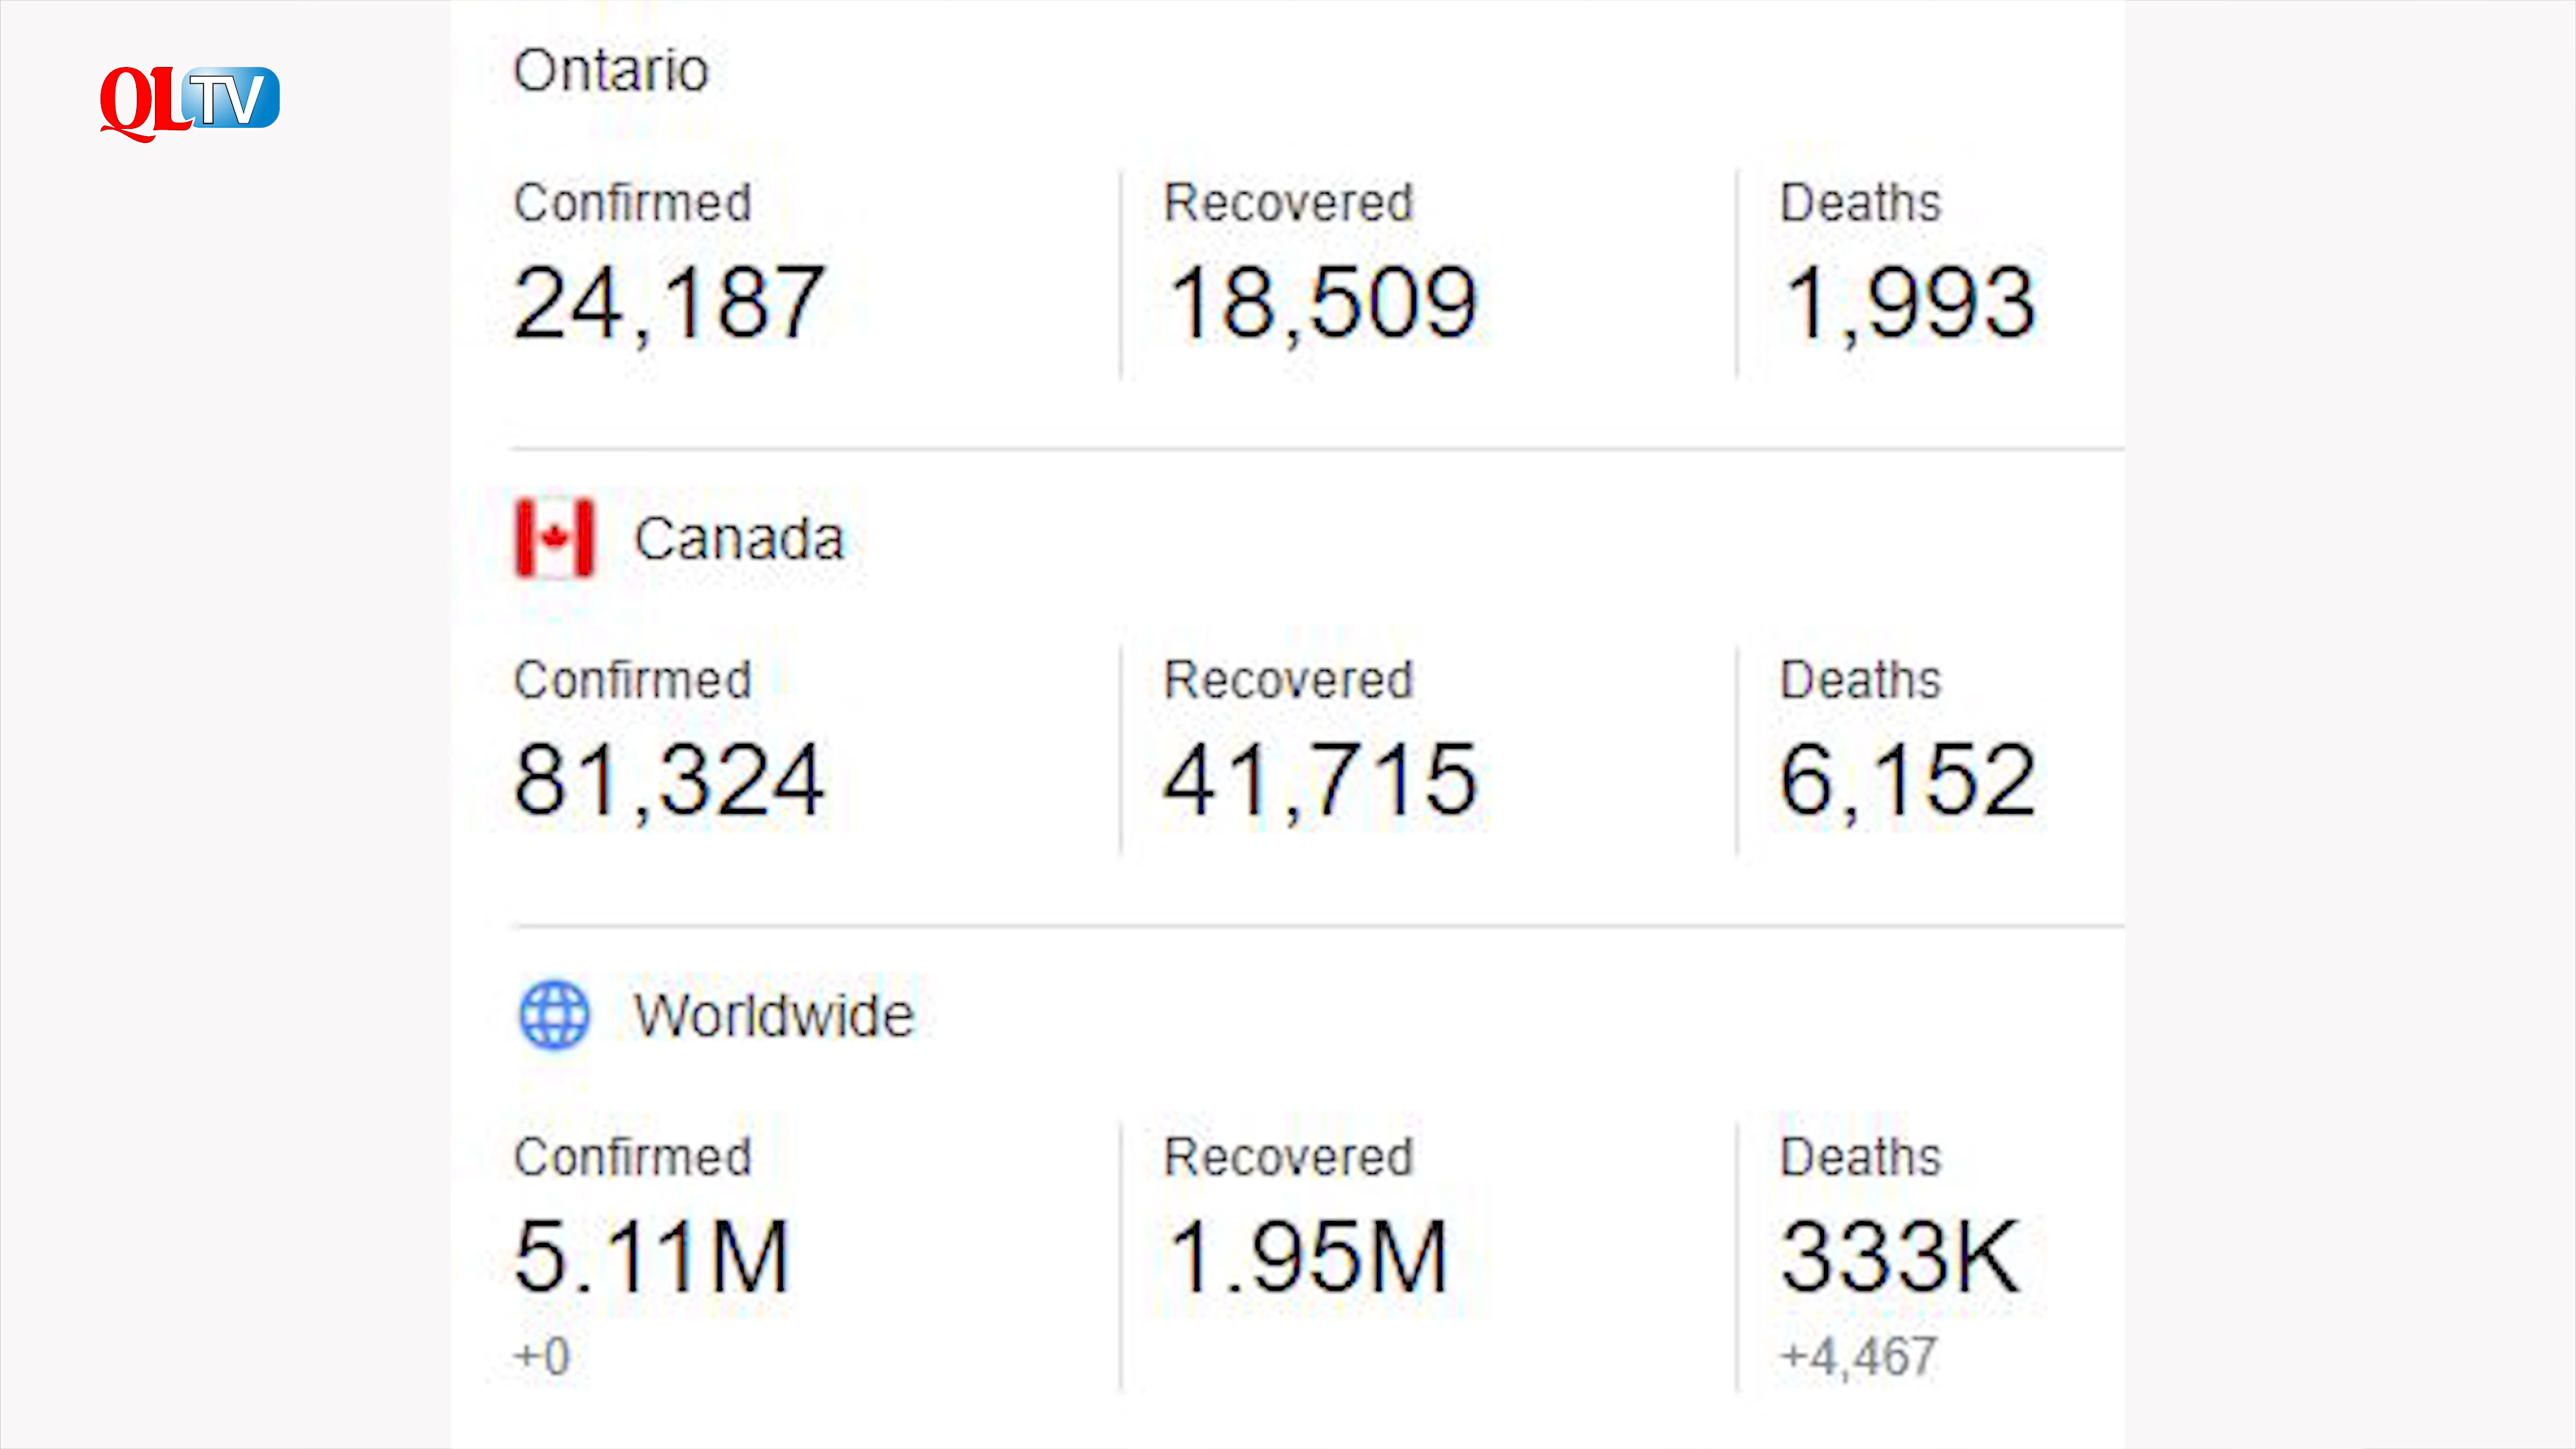 QLTV
Ontario
Confirmed Recovered Deaths
24,187 18,509 1,993
Canada
Confirmed Recovered Deaths
81,324 41,715 6,152
Worldwide
Confirmed Recovered Deaths
5.11M 1.95M 333K
+0 +4,467